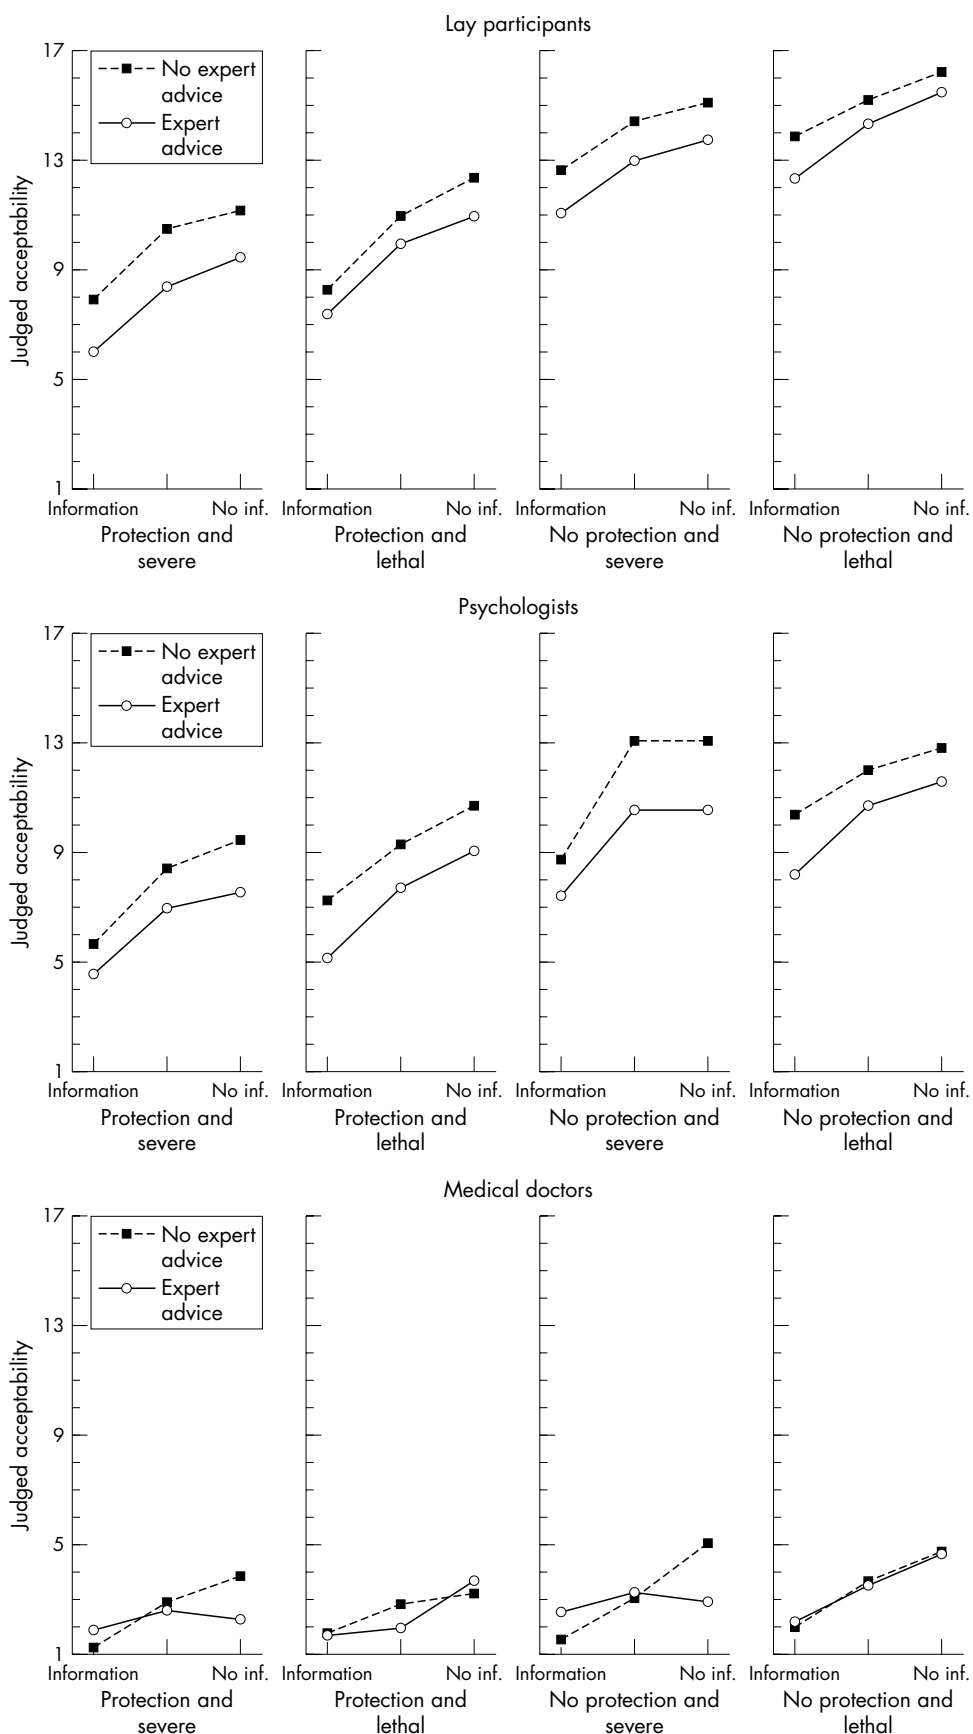 Lay participants
17
13
9
5
1
Judged acceptability
No expert
advice
Expert
advice
Information No inf. Information No inf. Information No inf. Information No inf.
Protection and Protection and No protection and No protection and
severe lethal severe lethal
Psychologists
17
13
9
5
1
Judged acceptability
No expert
advice
Expert
advice
Information No inf. Information No inf. Information No inf. Information No inf.
Protection and Protection and No protection and No protection and
severe lethal severe lethal
Medical doctors
17
13
9
5
1
Judged acceptability
No expert
advice
Expert
advice
Information No inf. Information No inf. Information No inf. Information No inf.
Protection and Protection and No protection and No protection and
severe lethal severe lethal